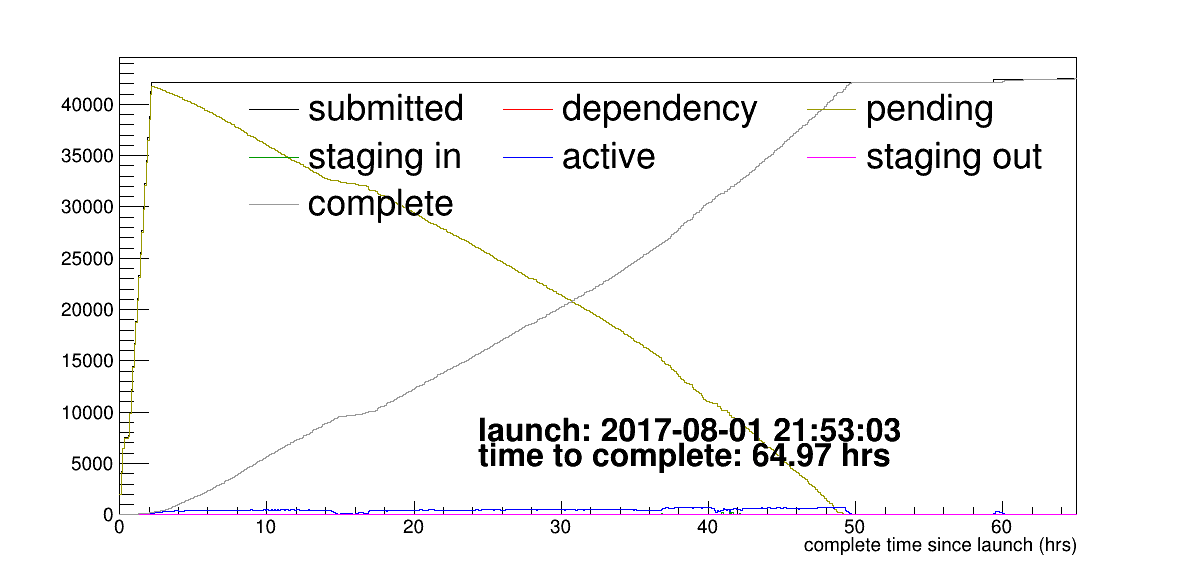 40000
35000
30000
25000
20000
15000
10000
5000
0
submitted dependency pending
staging in active staging out
complete
launch: 2017-08-01 21:53:03
time to complete: 64.97 hrs
0 10 20 30 40 50 60
complete time since launch (hrs)